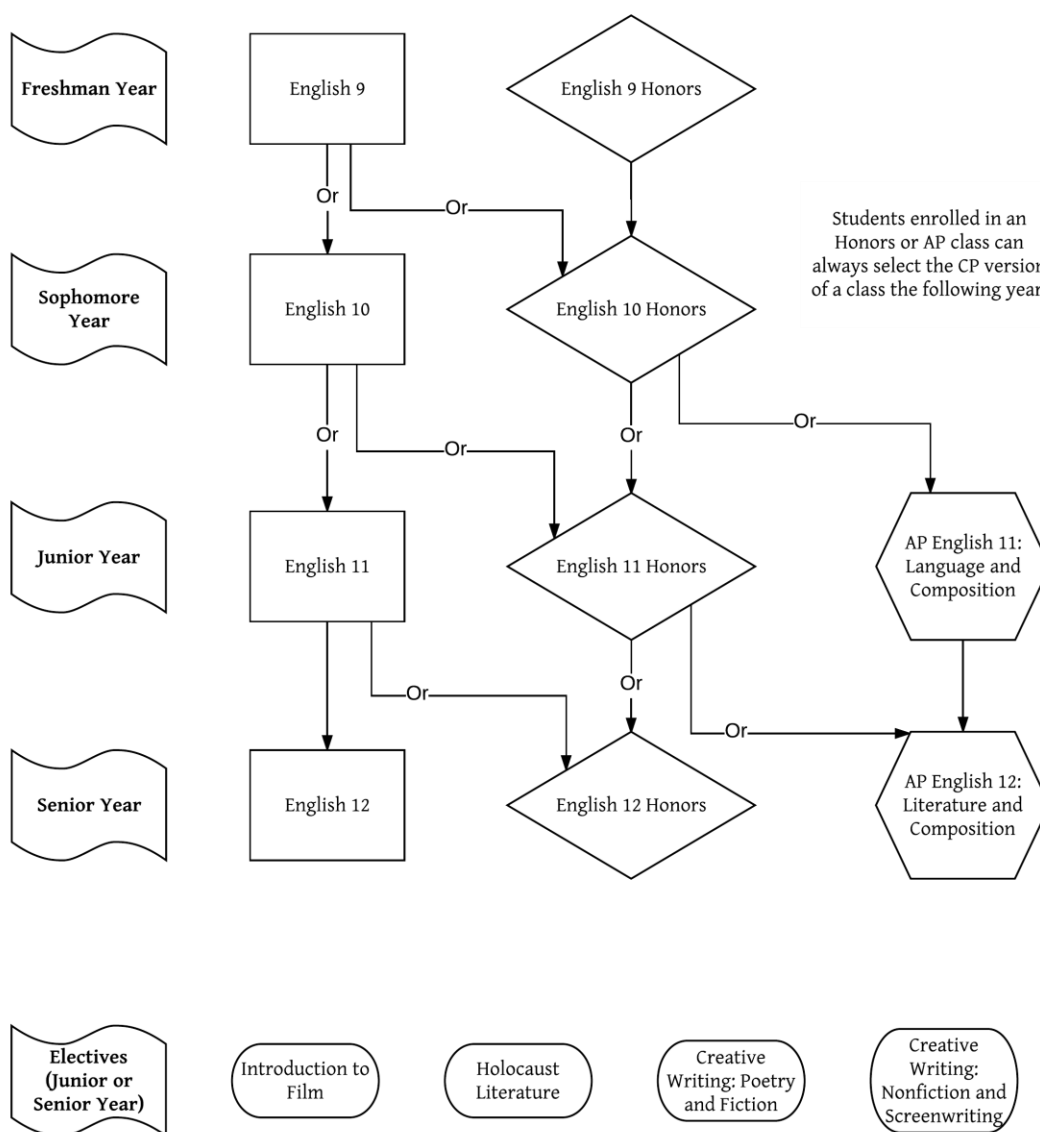 Freshman Year
English 9
English 9 Honors
Or
Or
Students enrolled in an
Honors or AP class can
always select the CP version
of a class the following year
Sophomore
Year
English 10
English 10 Honors
Or
Or
Or
Or
Junior Year
English 11
English 11 Honors
AP English 11:
Language and
Composition
Or
Or
Or
Senior Year
English 12
English 12 Honors
AP English 12:
Literature and
Composition
Electives
(Junior or
Senior Year)
Introduction to
Film
Holocaust
Literature
Creative
Writing: Poetry
and Fiction
Creative
Writing:
Nonfiction and
Screenwriting